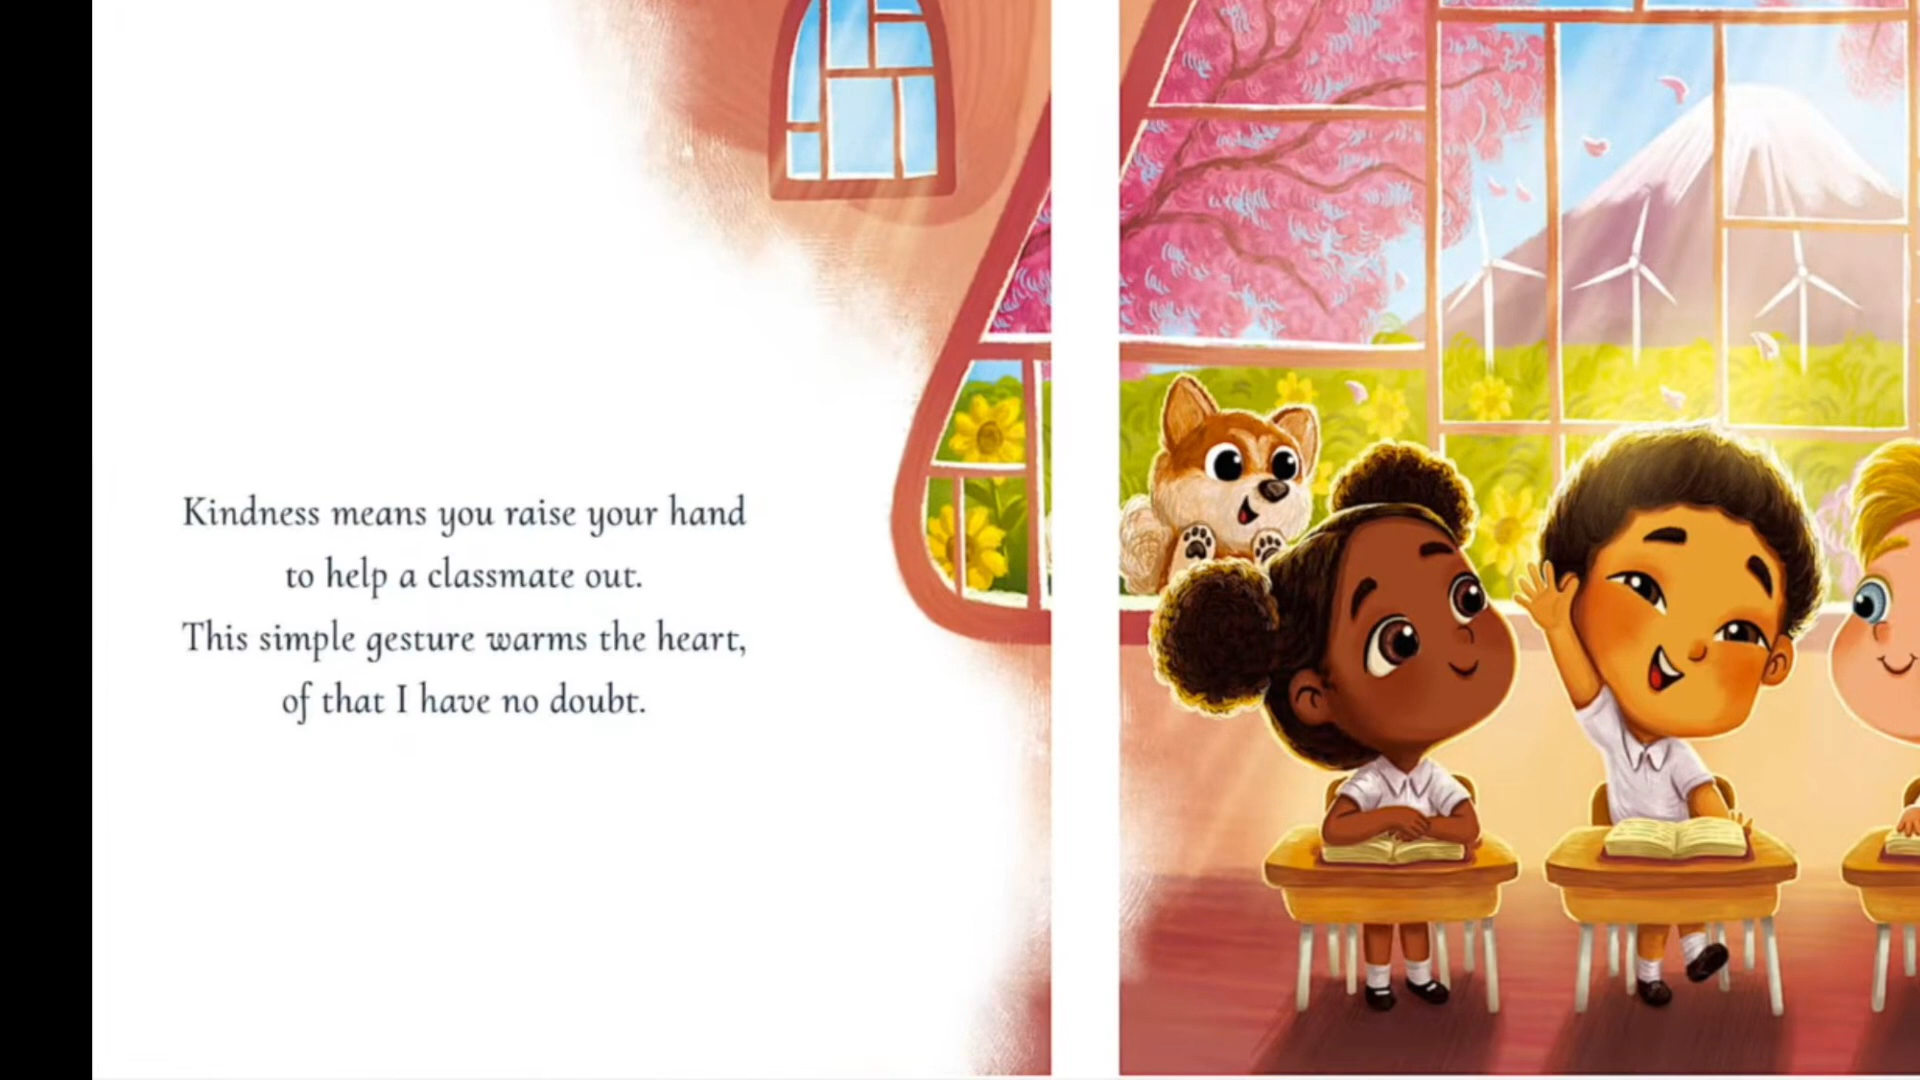 Kindness means you raise your hand
to help a classmate out.
This simple gesture warms the heart,
of that I have no doubt.